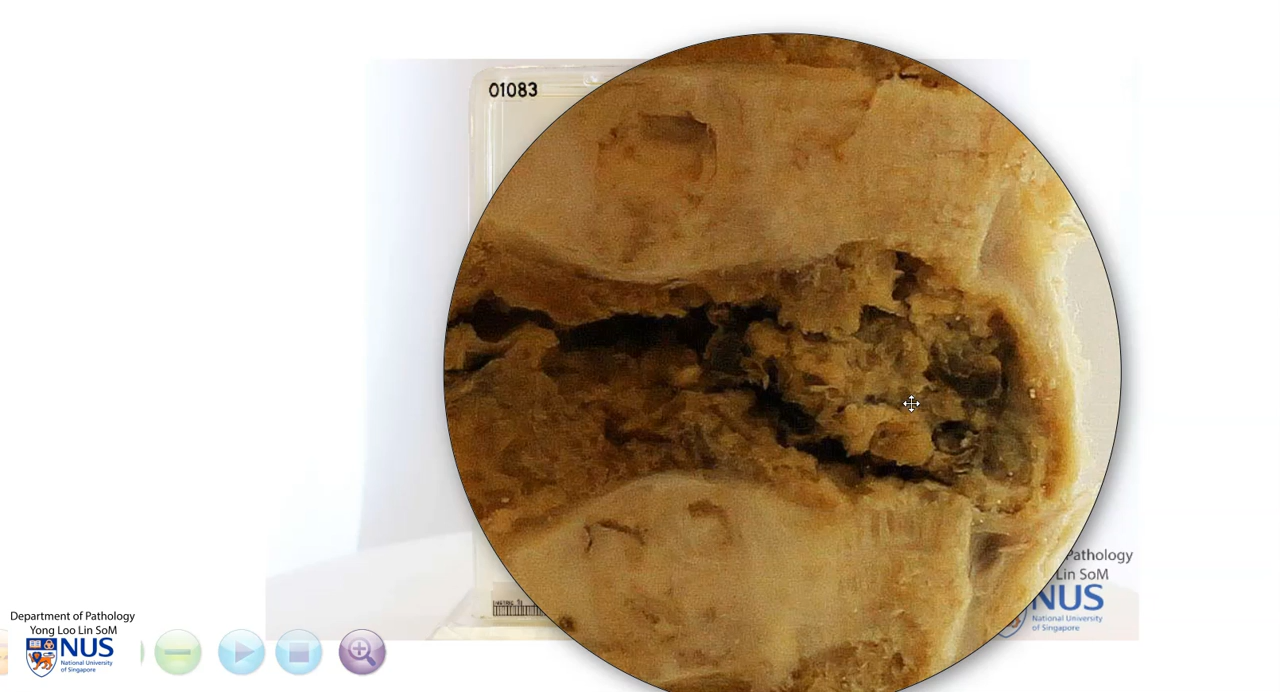 01083
Pathology
Lin SoM
NUS
National University
of Singapore
Department of Pathology
Yong Loo Lin SoM
NUS
National University
of Singapore